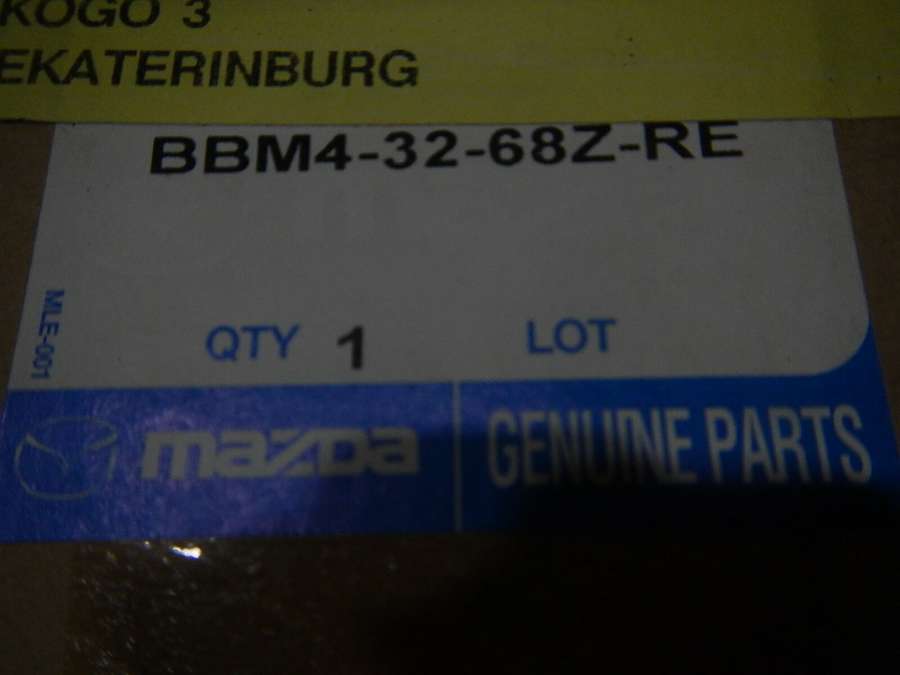 KOGO 3
EKATERINBURG
BBM4-32-68Z-RE
MLE-001
QTY 1 LOT
mazda GENUINE PARTS